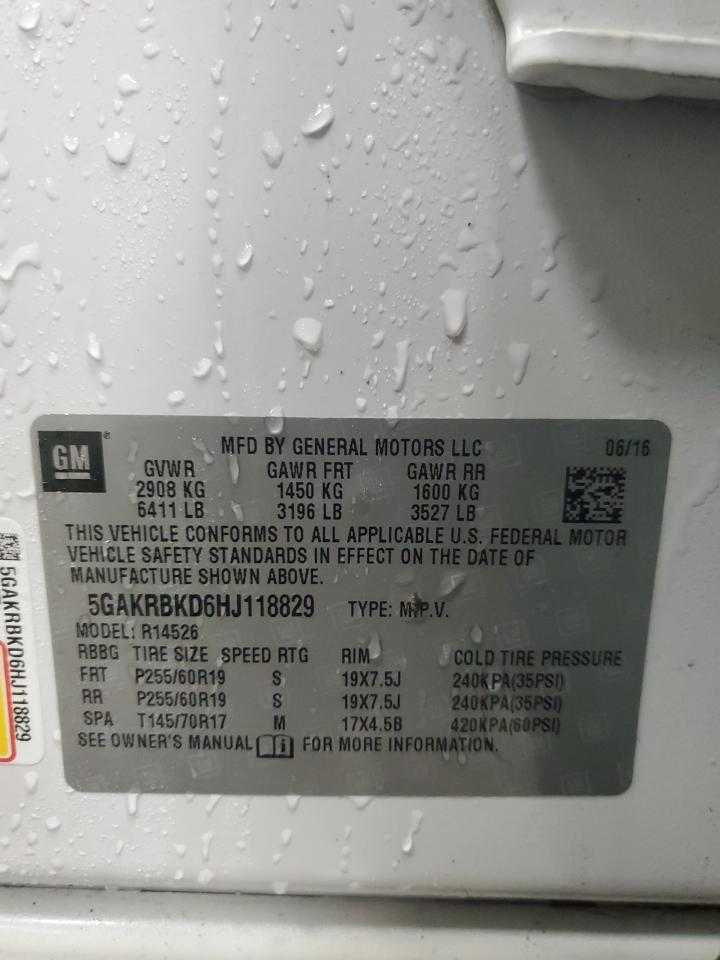 GM ®
MFD BY GENERAL MOTORS LLC 06/16
GVWR GAWR FRT GAWR RR
2908 KG 1450 KG 1600 KG
6411 LB 3196 LB 3527 LB
THIS VEHICLE CONFORMS TO ALL APPLICABLE U.S. FEDERAL MOTOR
VEHICLE SAFETY STANDARDS IN EFFECT ON THE DATE OF
MANUFACTURE SHOWN ABOVE.
5GAKRBKD6HJ118829 TYPE: M.P.V.
MODEL: R14526
RBBG TIRE SIZE SPEED RTG RIM COLD TIRE PRESSURE
FRT P255/60R19 S 19X7.5J 240KPA(35PSI)
RR P255/60R19 S 19X7.5J 240KPA(35PSI)
SPA T145/70R17 M 17X4.5B 420KPA(60PSI)
SEE OWNER'S MANUAL FOR MORE INFORMATION.
5GAKRBKD6HJ118829